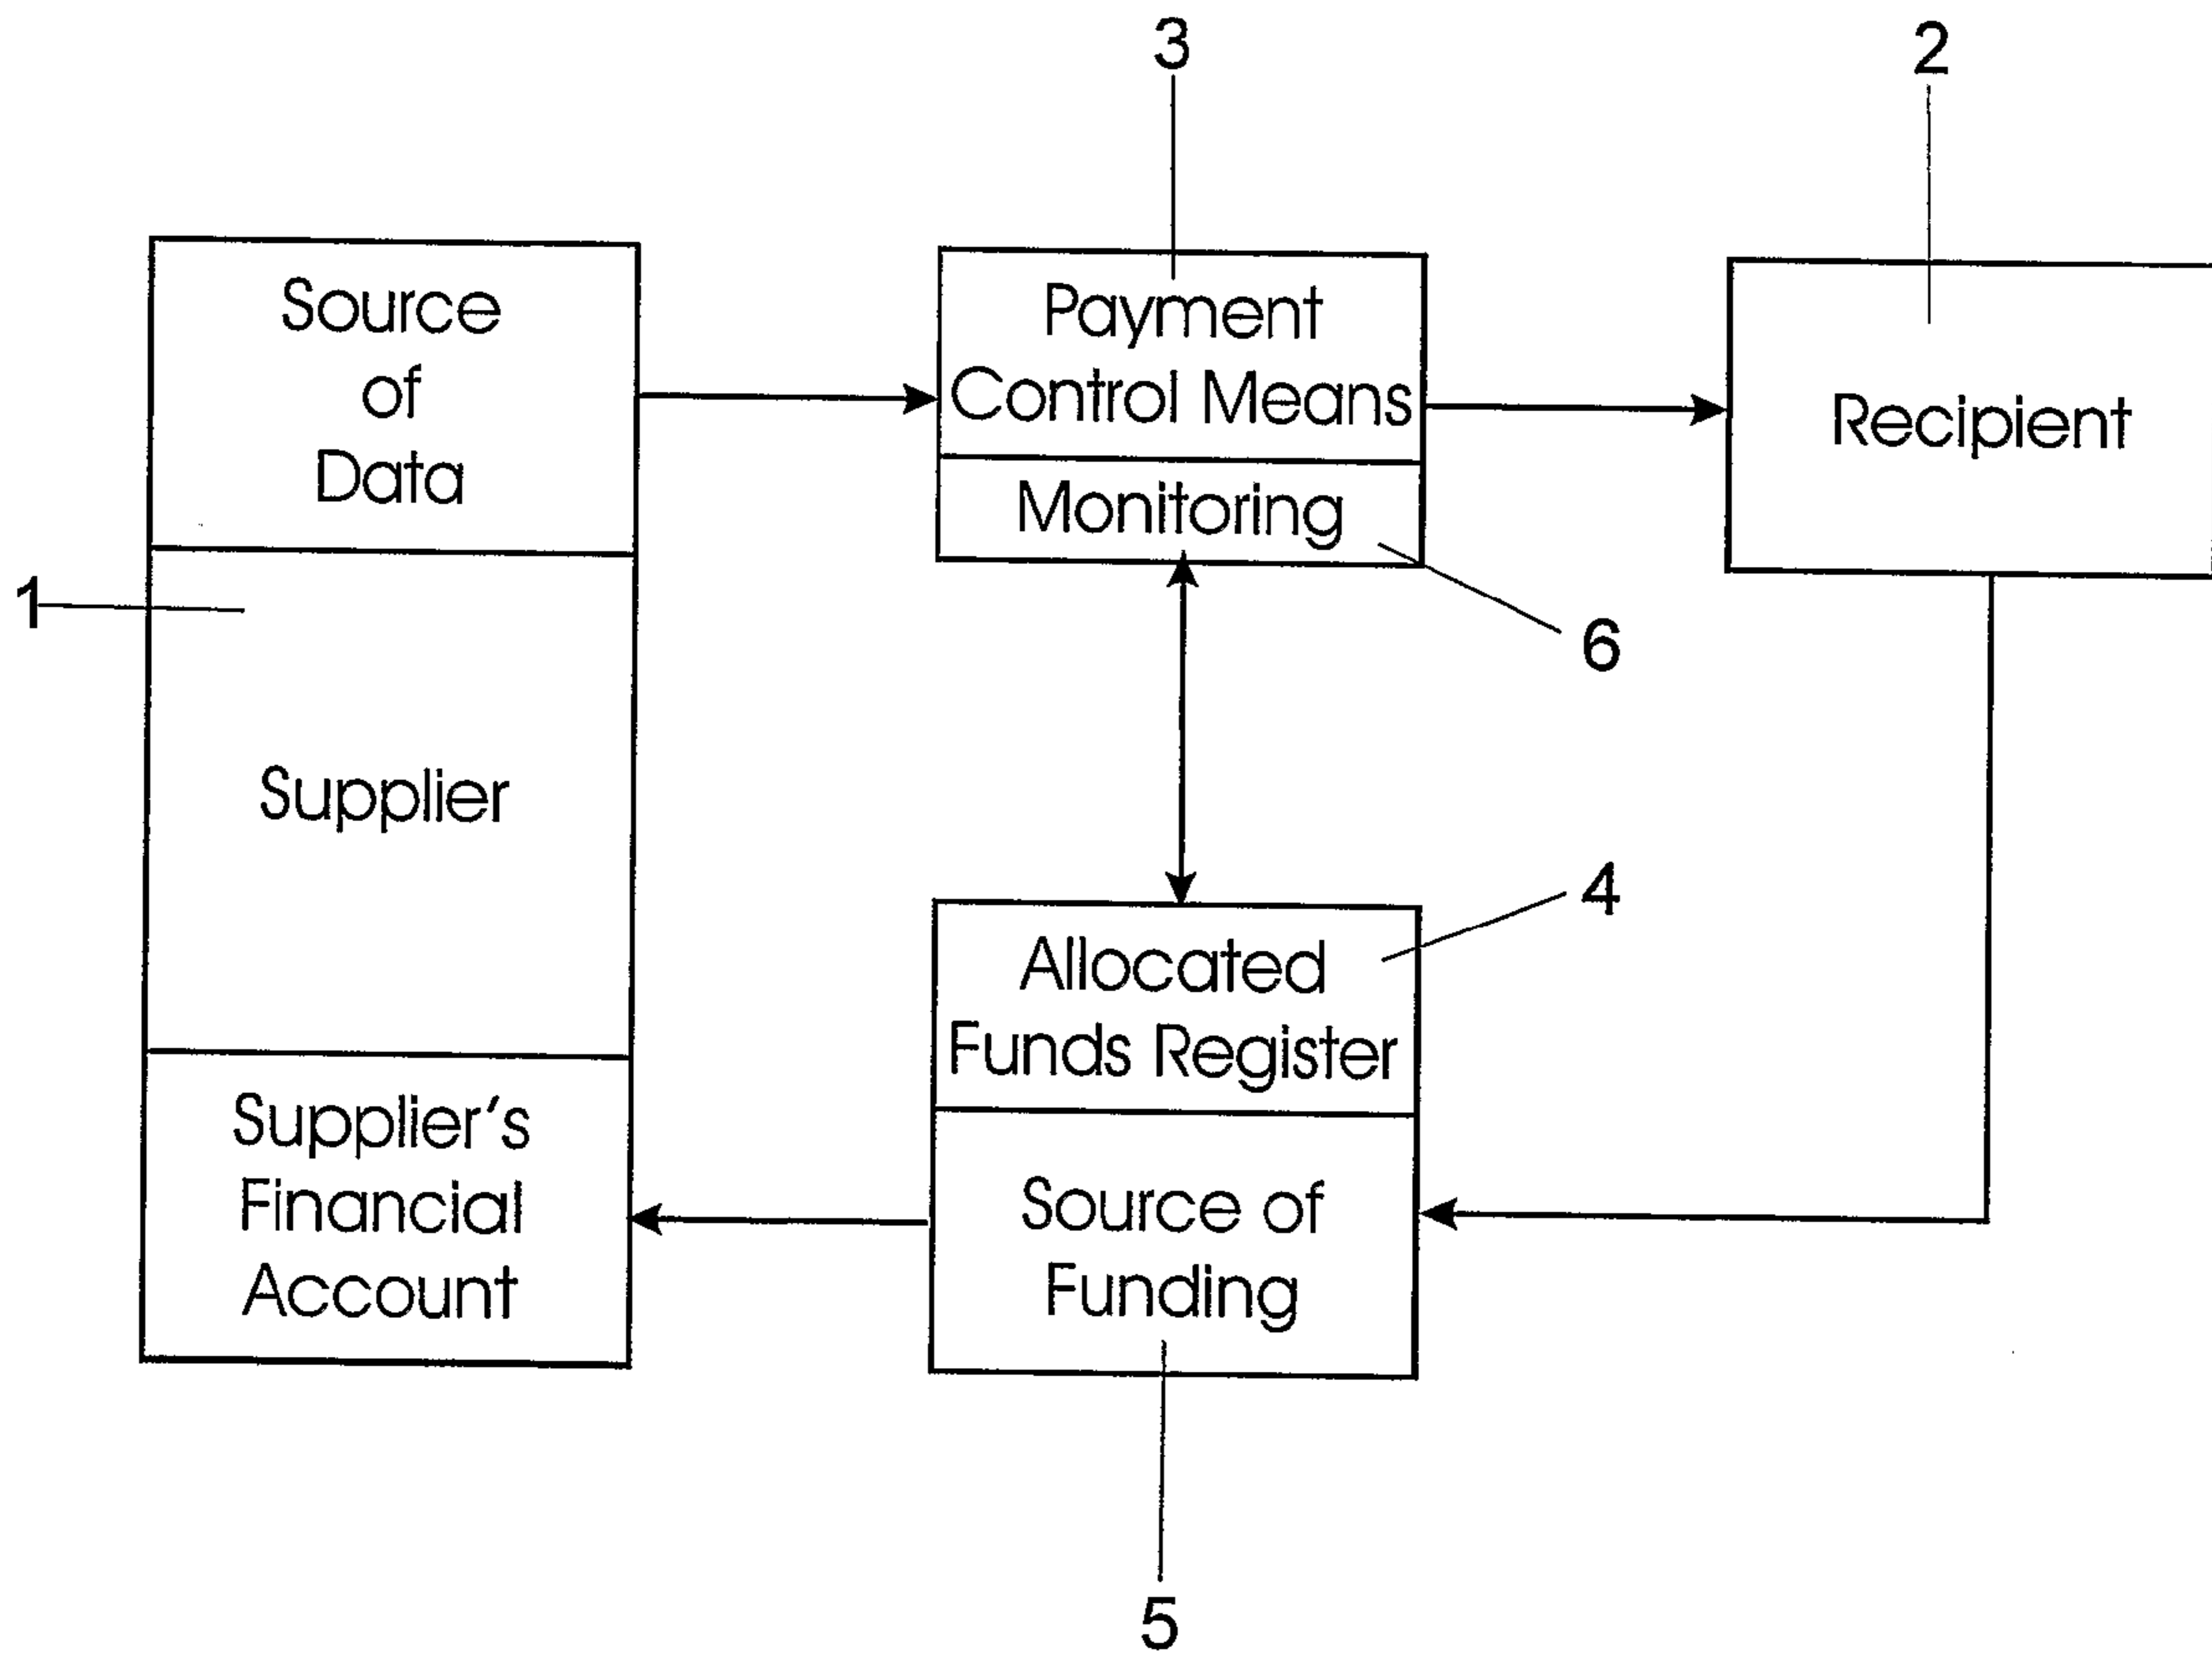 3
2
Source
of
Data
Payment
Control Means
Monitoring
Recipient
1
6
Supplier
4
Allocated
Funds Register
Supplier's
Financial
Account
Source of
Funding
5